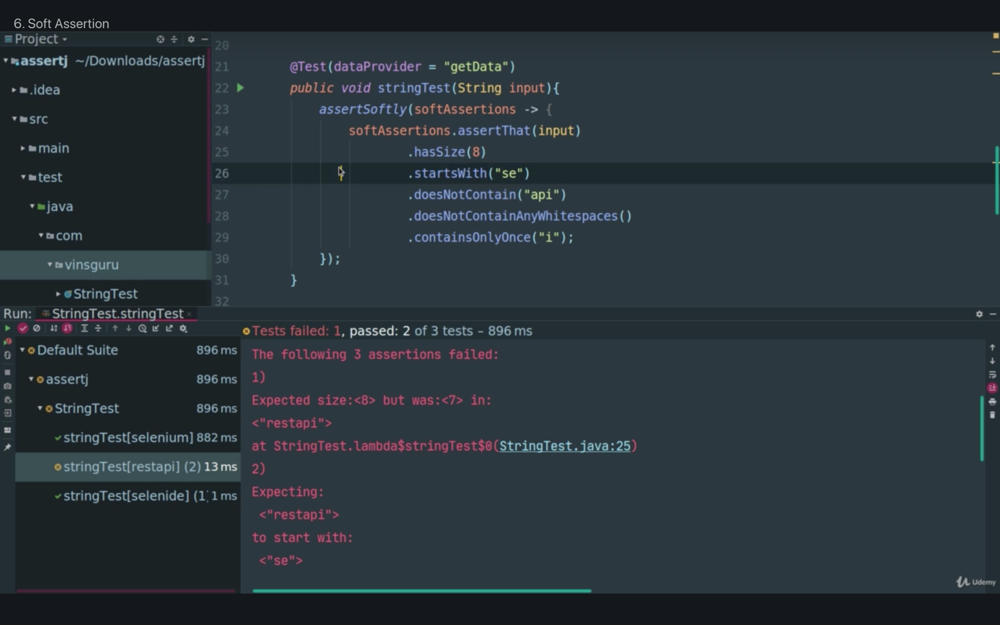 6. Soft Assertion
Project
assertj ~/Downloads/assertj
.idea
src
main
test
java
com
vinsguru
StringTest
20
21 @Test(dataProvider = "getData")
22 public void stringTest(String input){
23 assertSoftly(softAssertions -> {
24 softAssertions.assertThat(input)
25 .hasSize(8)
26 .startsWith("se")
27 .doesNotContain("api")
28 .doesNotContainAnyWhitespaces()
29 .containsOnlyOnce("i");
30 });
31 }
32
Run: StringTest.stringTest
Tests failed: 1, passed: 2 of 3 tests – 896 ms
Default Suite 896 ms
assertj 896 ms
StringTest 896 ms
stringTest[selenium] 882 ms
stringTest[restapi] (2) 13 ms
stringTest[selenide] (1) 1 ms
The following 3 assertions failed:
1)
Expected size:<8> but was:<7> in:
<"restapi">
at StringTest.lambda$stringTest$0(StringTest.java:25)
2)
Expecting:
<"restapi">
to start with:
<"se">
Udemy